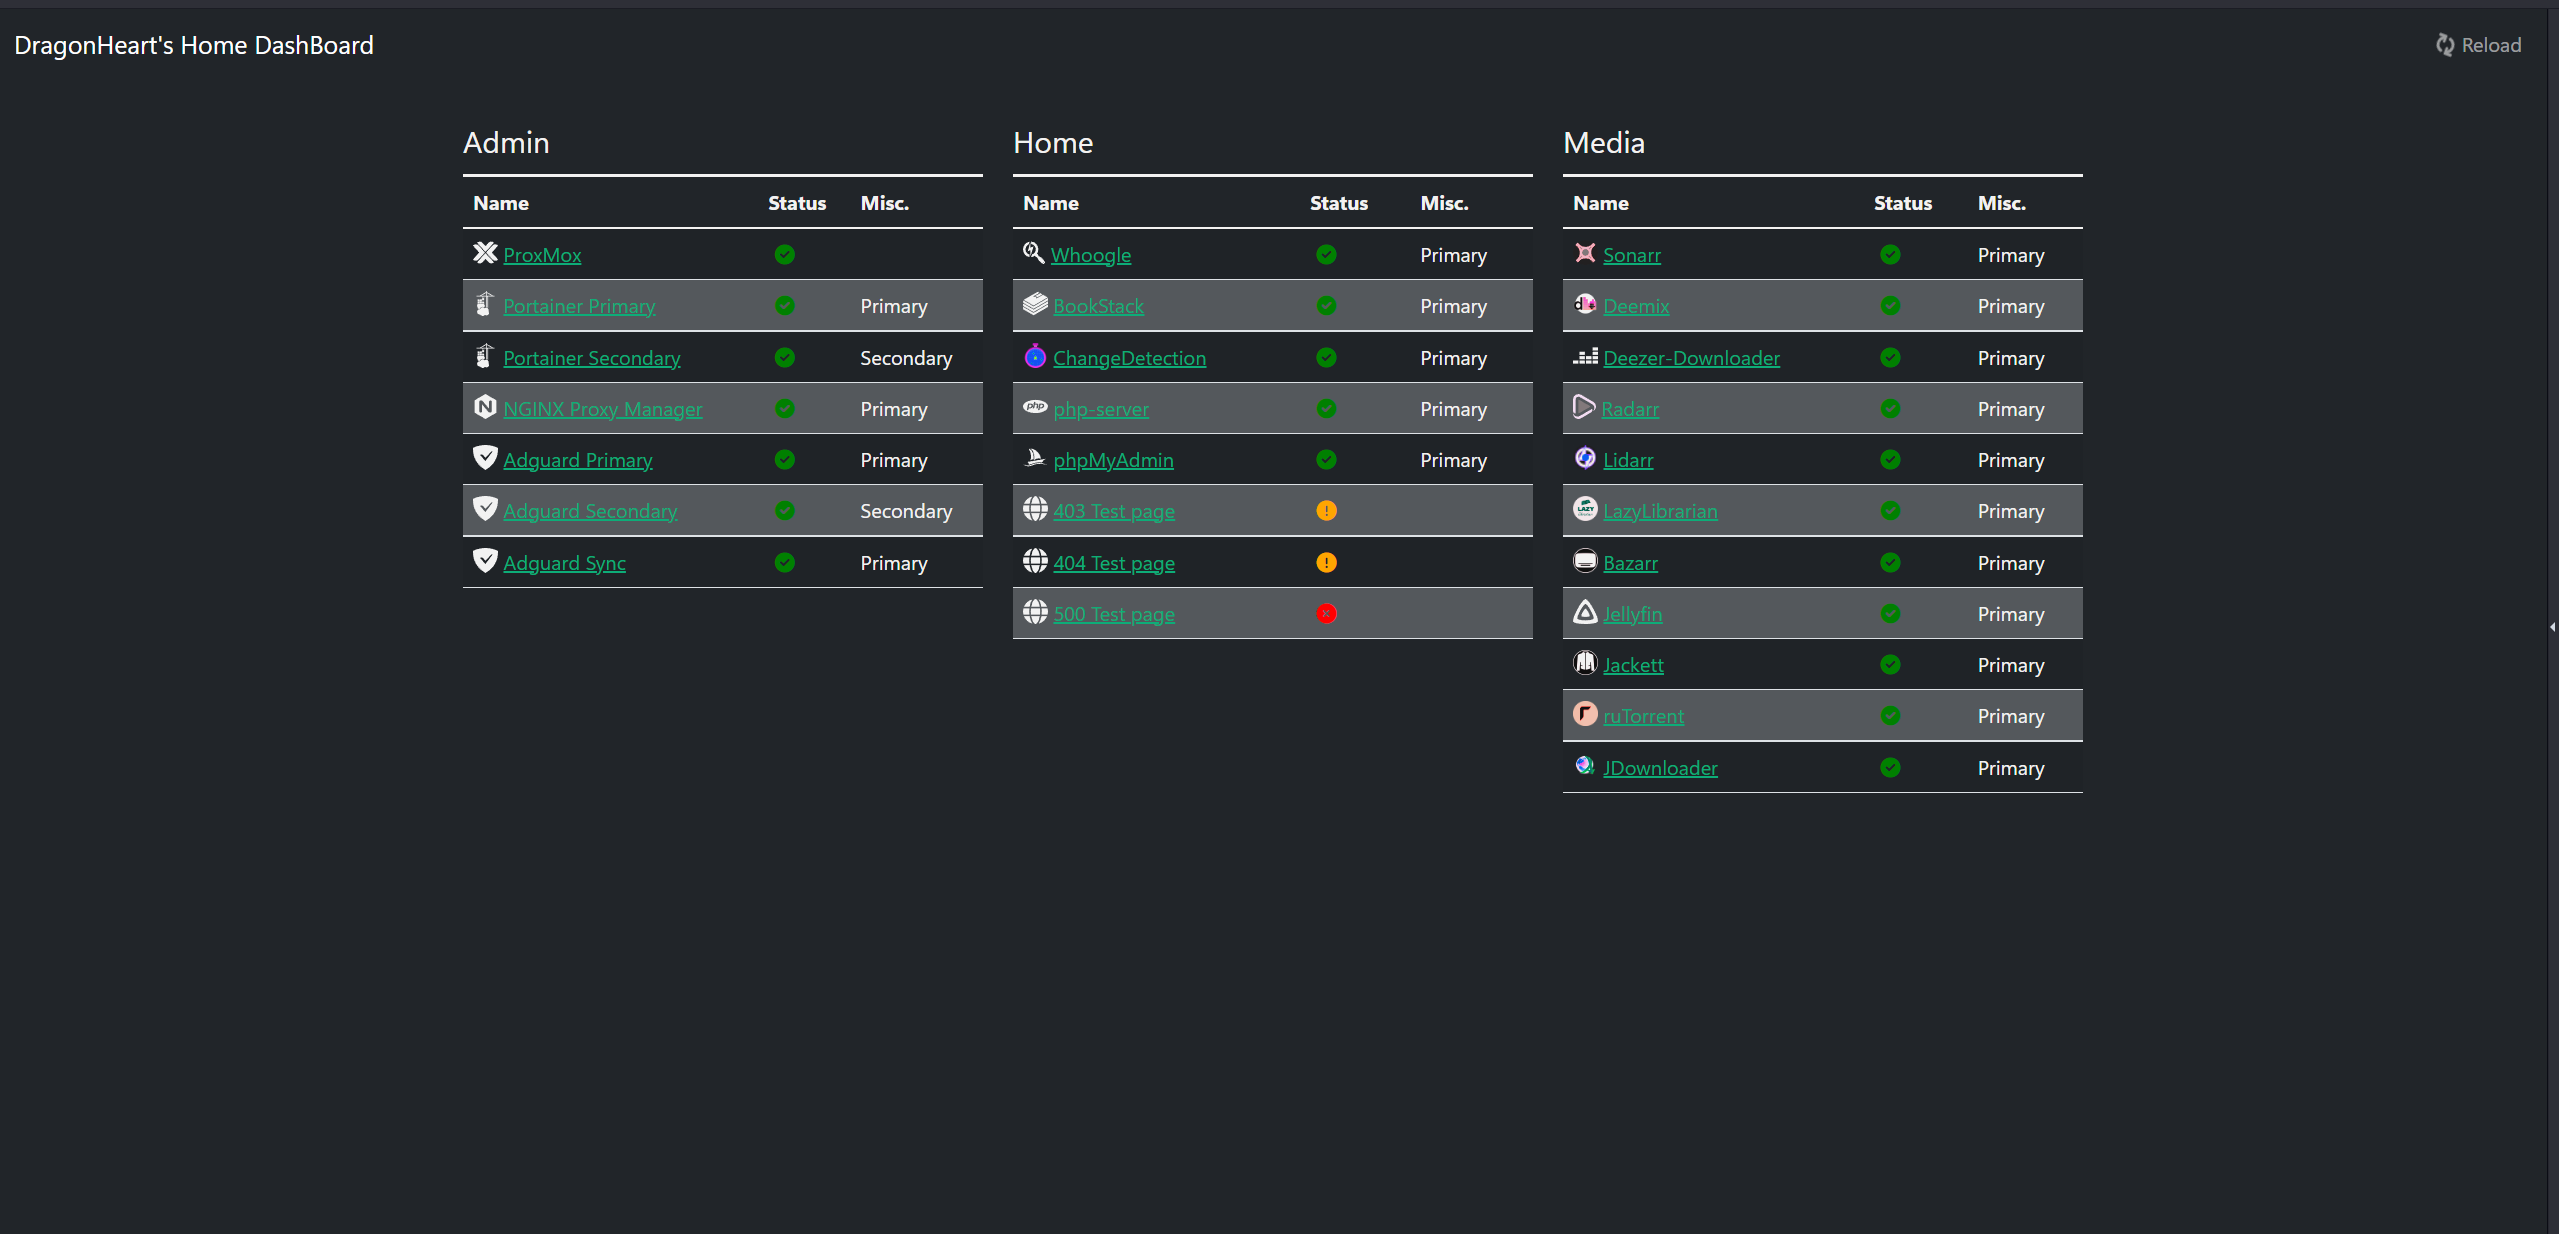 DragonHeart's Home DashBoard
Reload
Admin
Name Status Misc.
ProxMox
Portainer Primary Primary
Portainer Secondary Secondary
NGINX Proxy Manager Primary
Adguard Primary Primary
Adguard Secondary Secondary
Adguard Sync Primary
Home
Name Status Misc.
Whoogle Primary
BookStack Primary
ChangeDetection Primary
php php-server Primary
phpMyAdmin Primary
403 Test page
404 Test page
500 Test page
Media
Name Status Misc.
Sonarr Primary
Deemix Primary
Deezer-Downloader Primary
Radarr Primary
Lidarr Primary
LAZY LazyLibrarian Primary
Bazarr Primary
Jellyfin Primary
Jackett Primary
ruTorrent Primary
JDownloader Primary